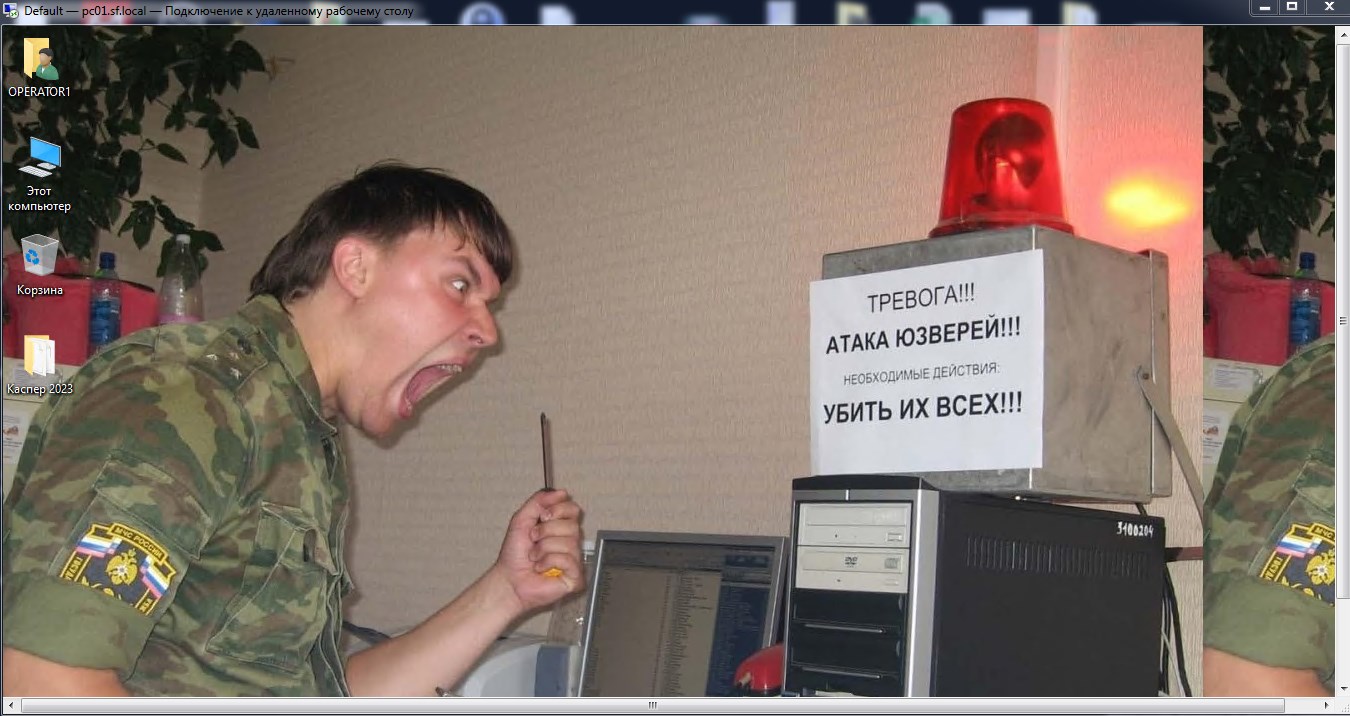 Default — pc01.sf.local — Подключение к удаленному рабочему столу
OPERATOR1
Этот
компьютер
Корзина
Каспер 2023
ТРЕВОГА!!!
АТАКА ЮЗВЕРЕЙ!!!
НЕОБХОДИМЫЕ ДЕЙСТВИЯ:
УБИТЬ ИХ ВСЕХ!!!
3100204
МЧС РОССИИ